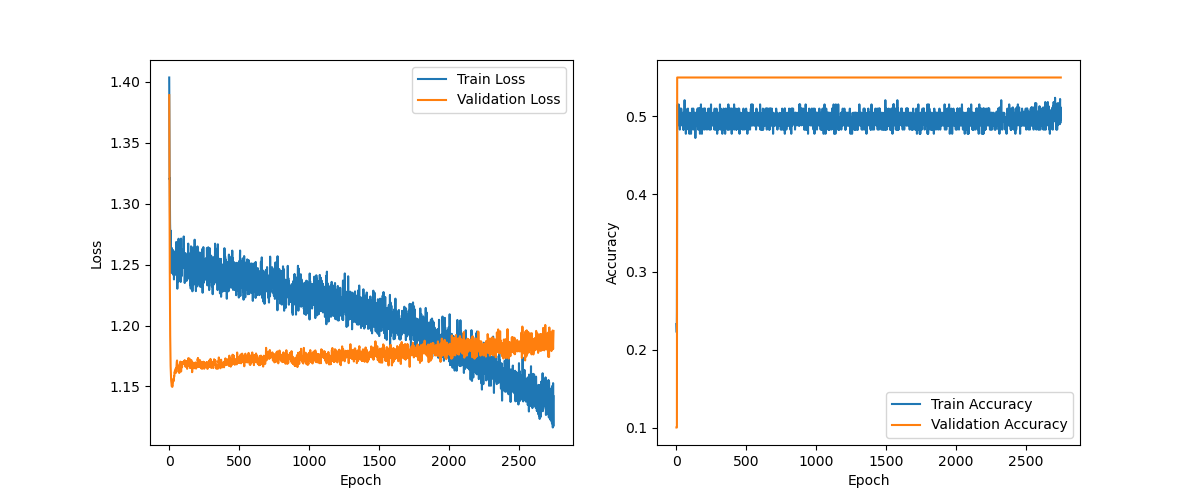 1.40
1.35
1.30
1.25
1.20
1.15
Loss
0
500
1000
1500
2000
2500
Epoch
Train Loss
Validation Loss
0.5
0.4
0.3
0.2
0.1
Accuracy
0
500
1000
1500
2000
2500
Epoch
Train Accuracy
Validation Accuracy